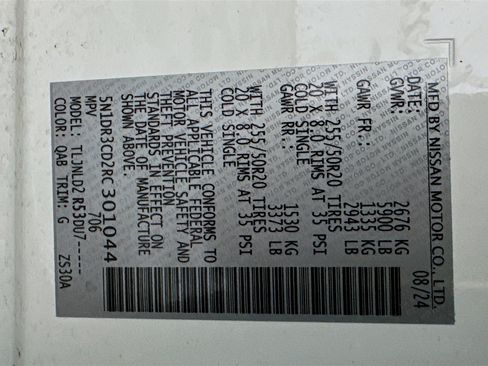 MFD BY NISSAN MOTOR CO., LTD.
DATE: 08/24
GVWR: 2676 KG
5900 LB
GAWR FR.: 1335 KG
2943 LB
WITH 255/50R20 TIRES
20 X 8.0 RIMS AT 35 PSI
COLD SINGLE
GAWR RR.: 1530 KG
3373 LB
WITH 255/50R20 TIRES
20 X 8.0 RIMS AT 35 PSI
COLD SINGLE
THIS VEHICLE CONFORMS TO
ALL APPLICABLE FEDERAL
MOTOR VEHICLE SAFETY AND
THEFT PREVENTION
STANDARDS IN EFFECT ON
THE DATE OF MANUFACTURE
SHOWN ABOVE.
5N1DR3CD2RC301044
MPV 706
MODEL: TLJNLDZ R530U7-----
COLOR: QAB TRIM: G ZS30A